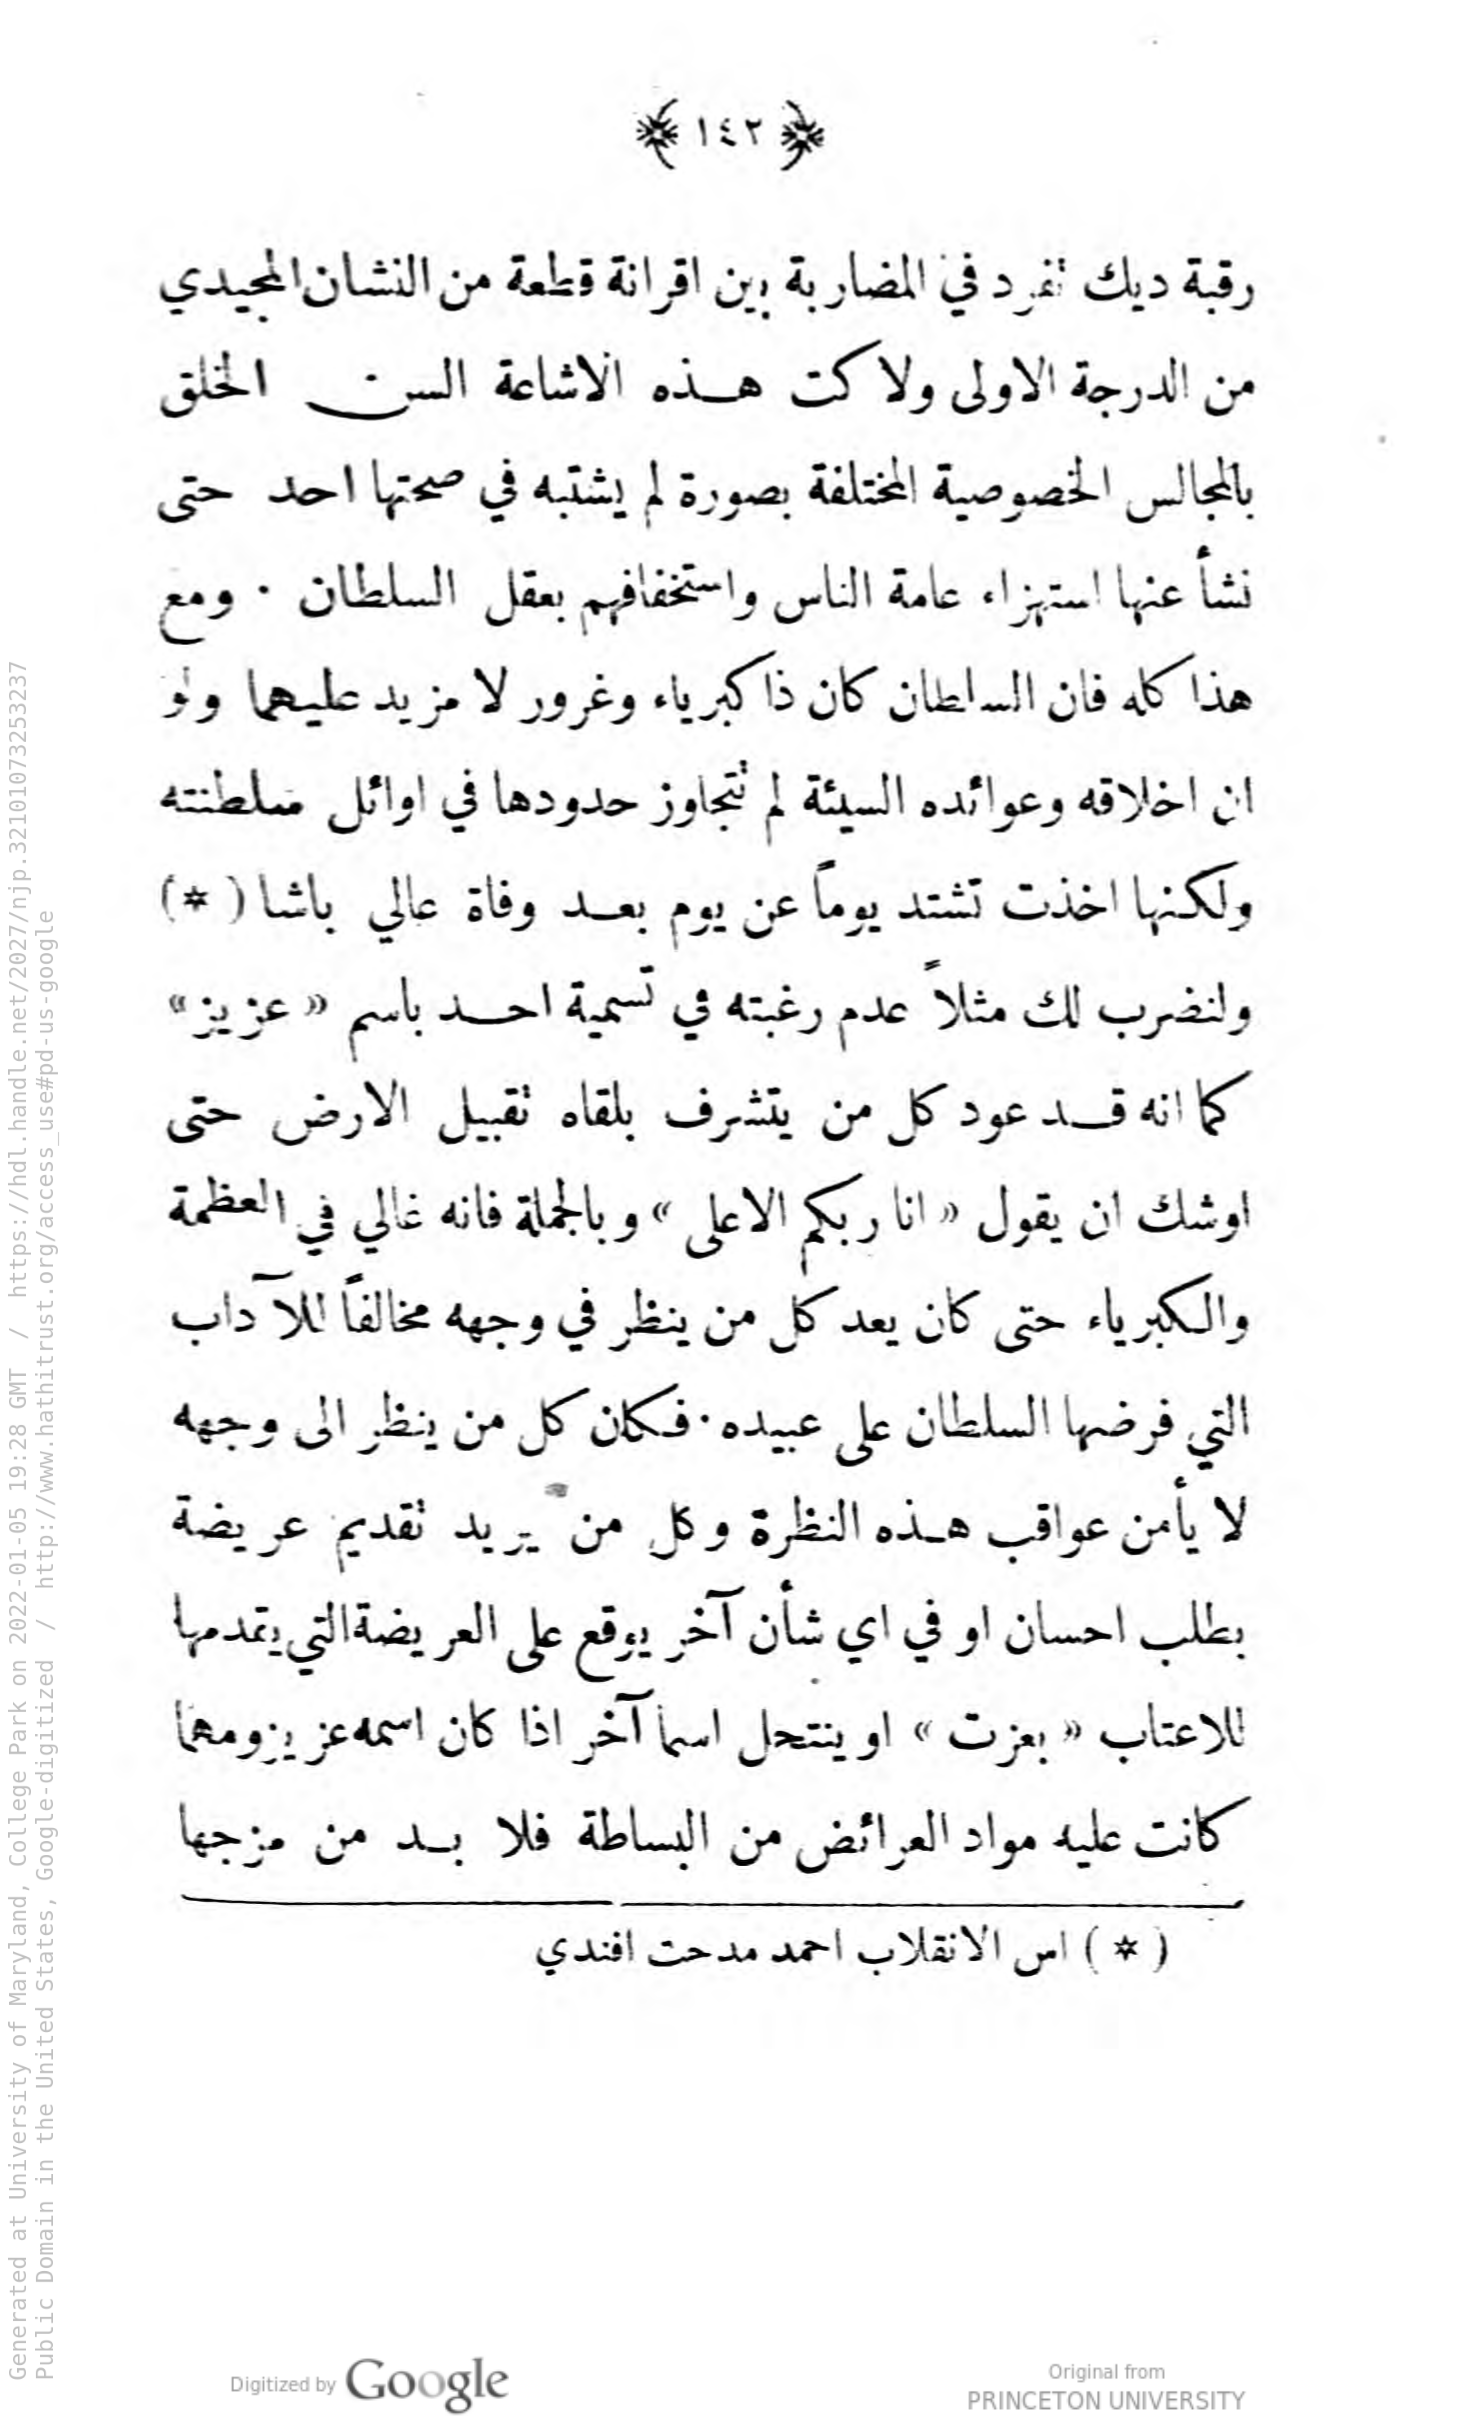 ﴿ ١٤٢ ﴾
رقبة ديك تفرد في المضاربة بين اقرانة قطعة من النشان المجيدي
من الدرجة الاولى ولاكت هذه الاشاعة السن الخلق
بالمجالس الخصوصية المختلفة بصورة لم يشتبه في صحتها احد حتى
نشأ عنها استهزاء عامة الناس واستخفافهم بعقل السلطان ٠ ومع
هذا كله فان السلطان كان ذا كبرياء وغرور لا مزيد عليهما ولو
ان اخلاقه وعوائده السيئة لم تتجاوز حدودها في اوائل سلطنته
ولكنها اخذت تشتد يوماً عن يوم بعد وفاة عالي باشا (*)
ولنضرب لك مثلاً عدم رغبته في تسمية احد باسم « عزيز»
كما انه قد عود كل من يتشرف بلقاه تقبيل الارض حتى
اوشك ان يقول « انا ربكم الاعلى » وبالجملة فانه غالي في العظمة
والكبرياء حتى كان يعد كل من ينظر في وجهه مخالفاً للآداب
التي فرضها السلطان على عبيده ٠ فكان كل من ينظر الى وجهه
لا يأمن عواقب هذه النظرة وكل من يريد تقديم عريضة
بطلب احسان او في اي شأن آخر يوقع على العريضة التي يقدمها
للاعتاب « بعزت » او ينتحل اسما آخر اذا كان اسمه عزيز ومهما
كانت عليه مواد العرائض من البساطة فلا بد من مزجها
( * ) اس الانقلاب احمد مدحت افندي
Generated at University of Maryland, College Park on 2022-01-05 19:28 GMT / https://hdl.handle.net/2027/njp.32101073253237
Public Domain in the United States, Google-digitized / http://www.hathitrust.org/access_use#pd-us-google
Digitized by Google
Original from
PRINCETON UNIVERSITY